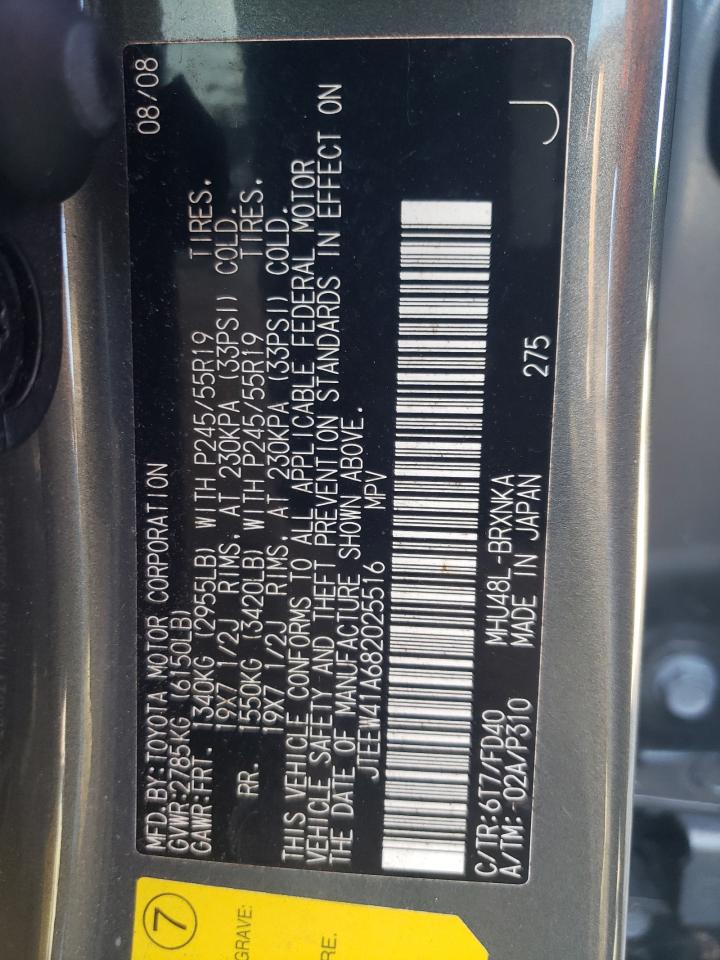 MFD. BY: TOYOTA MOTOR CORPORATION 08/08
GVWR: 2785KG (6150LB)
GAWR: FRT. 1340KG (2955LB) WITH P245/55R19 TIRES.
19X7 1/2J RIMS, AT 230KPA (33PSI) COLD.
RR. 1550KG (3420LB) WITH P245/55R19 TIRES.
19X7 1/2J RIMS, AT 230KPA (33PSI) COLD.
THIS VEHICLE CONFORMS TO ALL APPLICABLE FEDERAL MOTOR
VEHICLE SAFETY AND THEFT PREVENTION STANDARDS IN EFFECT ON
THE DATE OF MANUFACTURE SHOWN ABOVE.
JTEEW41A682025516 MPV
C/TR: 6T7/FD40 MHU48L-BRXNKA
A/TM: -02A/P310 MADE IN JAPAN 275 J
7
GRAVE:
RE.